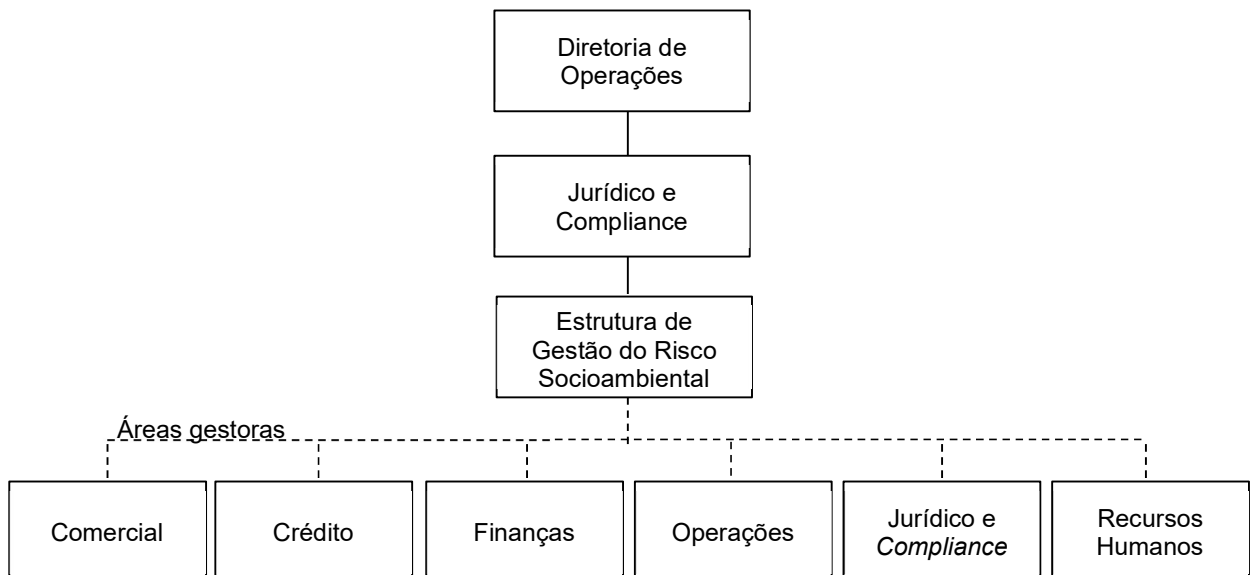 Diretoria de
Operações
Jurídico e
Compliance
Estrutura de
Gestão do Risco
Socioambiental
Áreas gestoras
Comercial
Crédito
Finanças
Operações
Jurídico e
Compliance
Recursos
Humanos